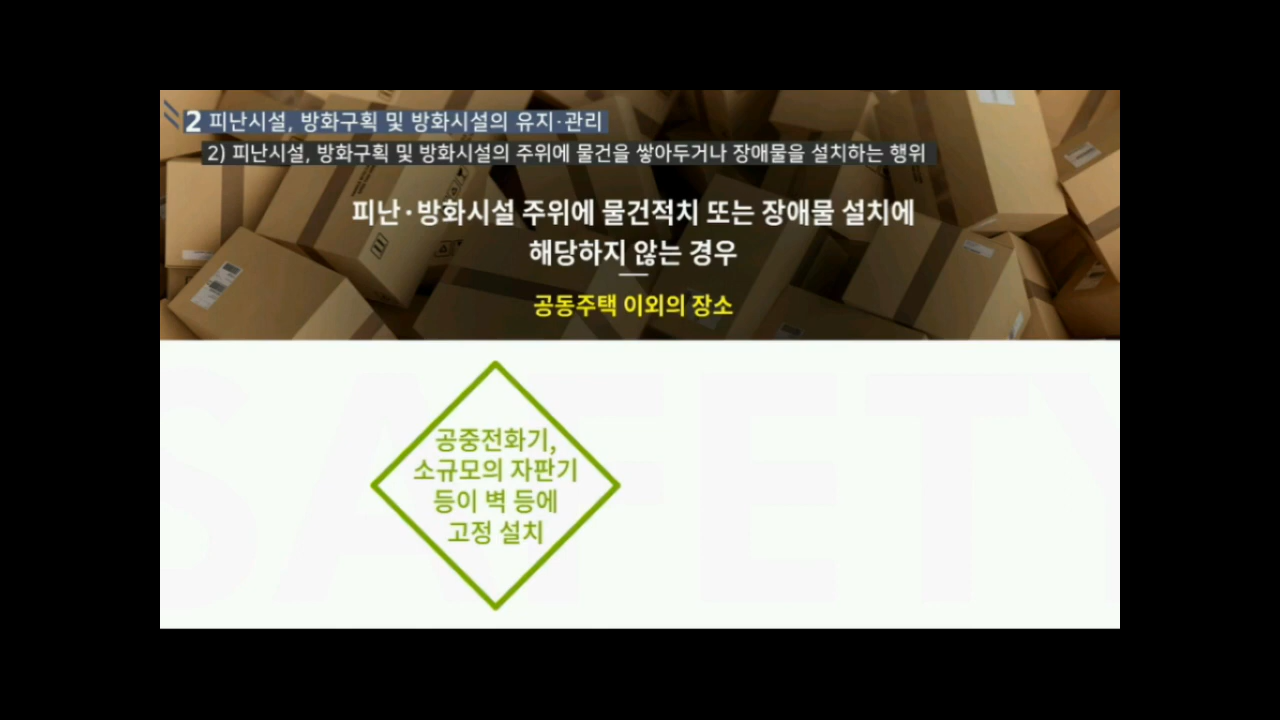 2 피난시설, 방화구획 및 방화시설의 유지·관리
2) 피난시설, 방화구획 및 방화시설의 주위에 물건을 쌓아두거나 장애물을 설치하는 행위
피난·방화시설 주위에 물건적치 또는 장애물 설치에
해당하지 않는 경우
공동주택 이외의 장소
SAFETY
공중전화기,
소규모의 자판기
등이 벽 등에
고정 설치